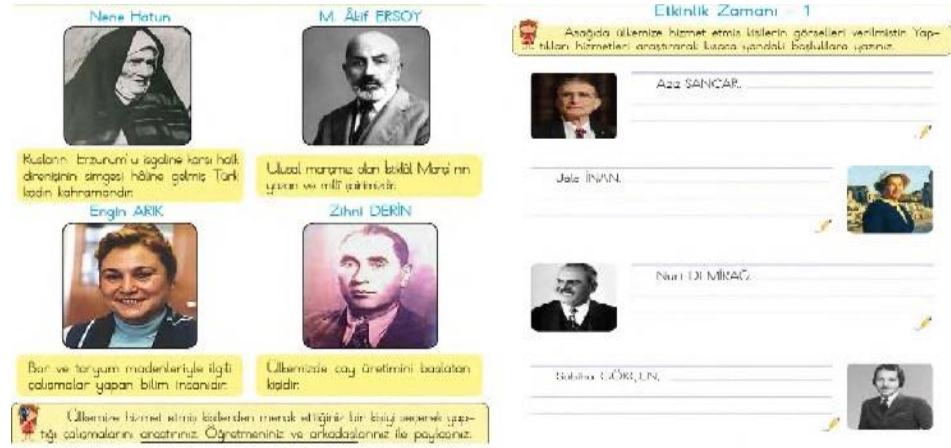 Nene Hatun
M. Âkif ERSOY
Rusların Erzurum'u işgaline karşı halk
direnişinin simgesi hâline gelmiş Türk
kadın kahramandır.
Ulusal marşımız olan İstiklâl Marşı'nın
yazarı ve millî şairimizdir.
Engin ARIK
Zihni DERİN
Bor ve toryum madenleriyle ilgili
çalışmalar yapan bilim insanıdır.
Ülkemizde çay üretimini başlatan
kişidir.
Ülkemize hizmet etmiş kişilerden merak ettiğiniz bir kişiyi seçerek yap-
tığı çalışmalarını araştırınız. Öğretmeniniz ve arkadaşlarınız ile paylaşınız.
Etkinlik Zamanı - 1
Aşağıda ülkemize hizmet etmiş kişilerin görselleri verilmiştir. Yap-
tıkları hizmetleri araştırarak kısaca yandaki boşluklara yazınız.
Aziz SANCAR,
Jale İNAN,
Nuri DEMİRAĞ,
Sabiha GÖKÇEN,